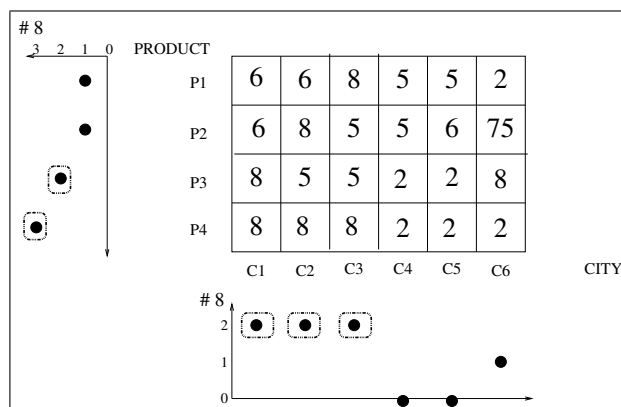 # 8
3 2 1 0 PRODUCT
P1 6 6 8 5 5 2
P2 6 8 5 5 6 75
P3 8 5 5 2 2 8
P4 8 8 8 2 2 2
C1 C2 C3 C4 C5 C6 CITY
# 8
2
1
0